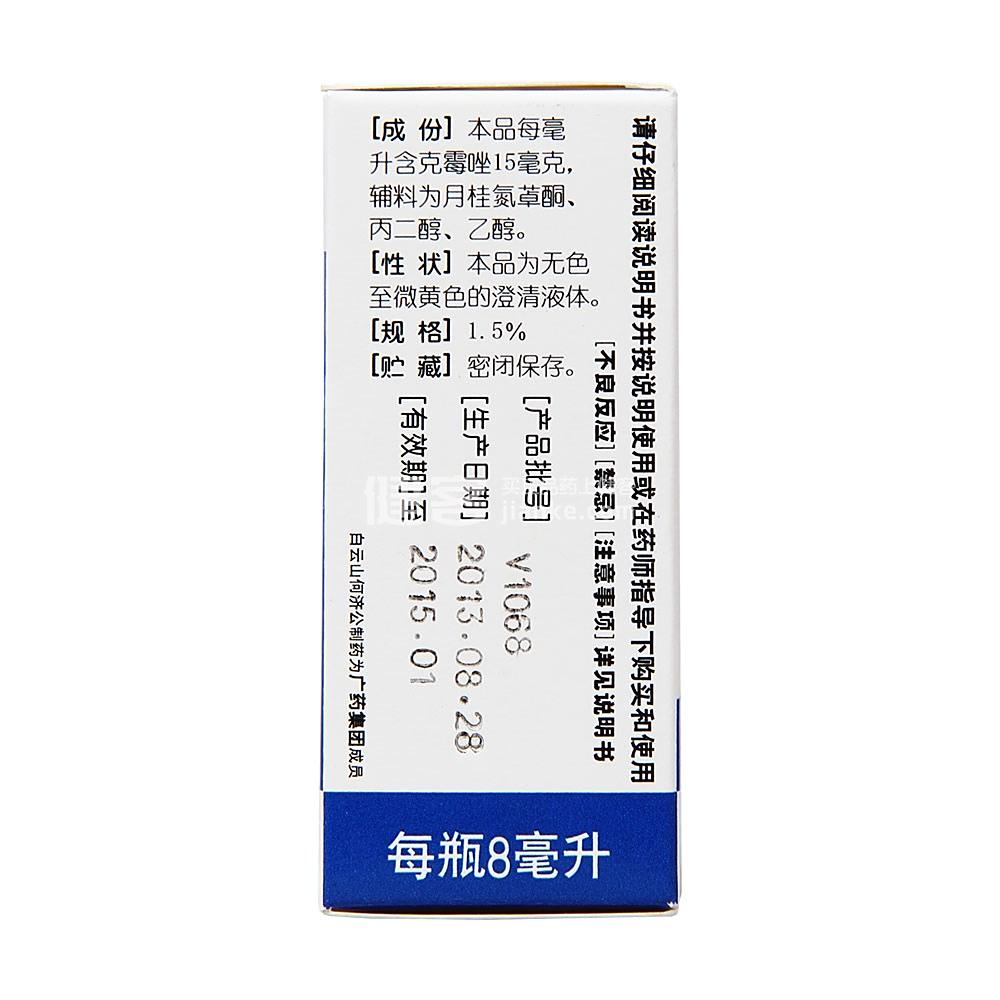 [成 份] 本品每毫
升含克霉唑15毫克,
辅料为月桂氮䓬酮、
丙二醇、乙醇。
[性 状] 本品为无色
至微黄色的澄清液体。
[规 格] 1.5%
[贮 藏] 密闭保存。
请仔细阅读说明书并按说明使用或在药师指导下购买和使用
[不良反应] [禁忌] [注意事项] 详见说明书
[产品批号] V1068
[生产日期] 2013.08.28
[有效期]至 2015.01
白云山何济公制药为广药集团成员
每瓶8毫升
健客
jianke.com